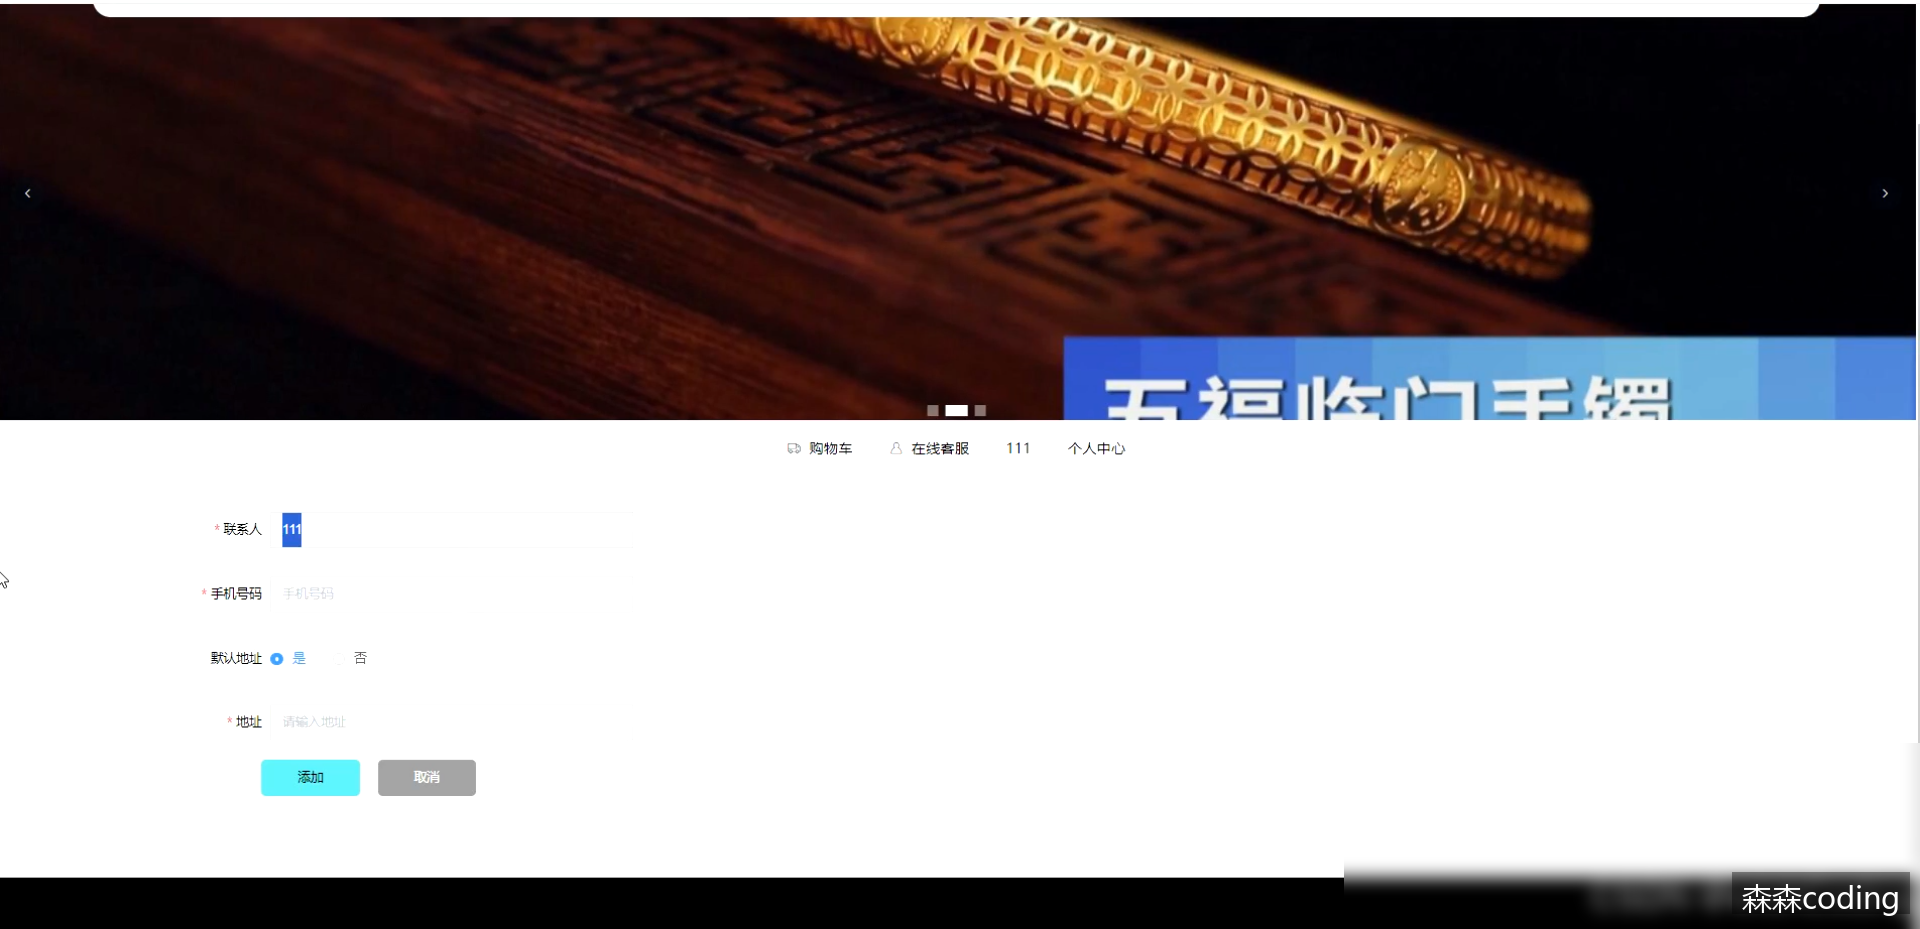 五福临门手镯
购物车 在线客服 111 个人中心
* 联系人 111
* 手机号码 手机号码
默认地址 是 否
* 地址 请输入地址
添加 取消
森森coding